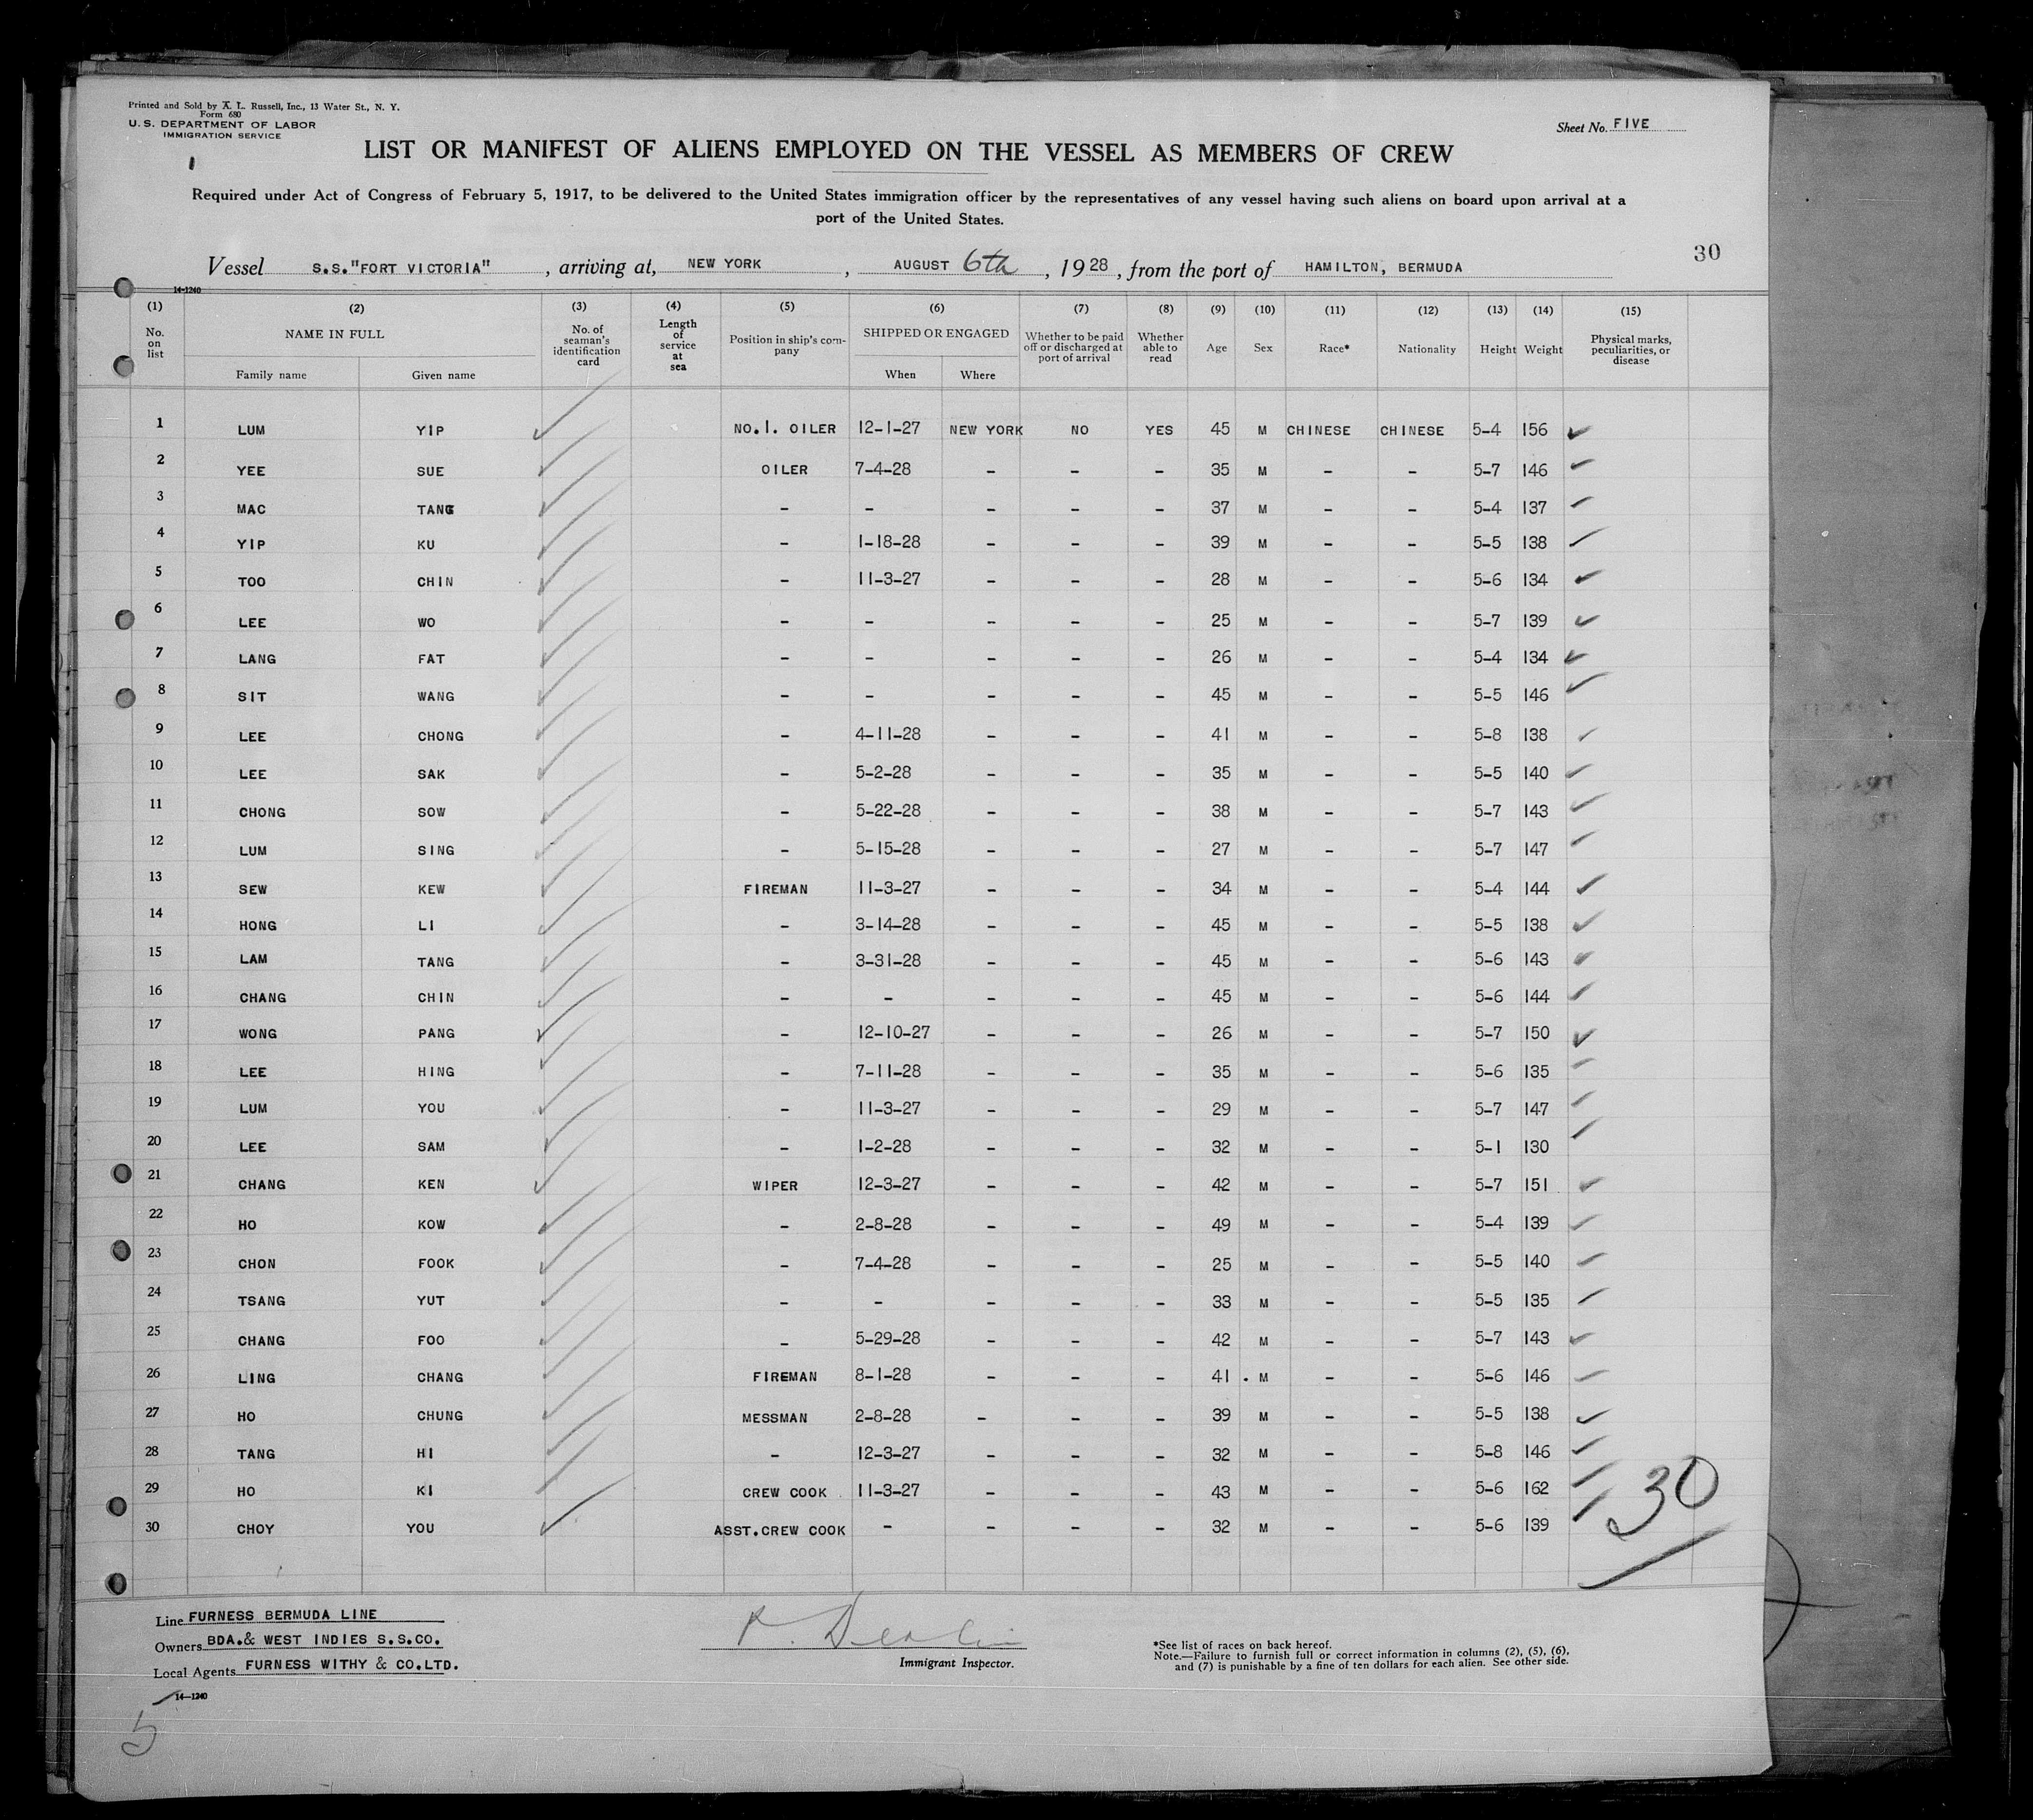 Printed and Sold by A. L. Russell, Inc., 13 Water St., N. Y.
Form 680
U. S. DEPARTMENT OF LABOR
IMMIGRATION SERVICE
Sheet No. FIVE
LIST OR MANIFEST OF ALIENS EMPLOYED ON THE VESSEL AS MEMBERS OF CREW
Required under Act of Congress of February 5, 1917, to be delivered to the United States immigration officer by the representatives of any vessel having such aliens on board upon arrival at a
port of the United States.
30
Vessel S.S."FORT VICTORIA", arriving at, NEW YORK, AUGUST 6th, 1928, from the port of HAMILTON, BERMUDA
14-1240
(1) (2) (3) (4) (5) (6) (7) (8) (9) (10) (11) (12) (13) (14) (15)
No. on list NAME IN FULL Family name Given name No. of seaman's identification card Length of service at sea Position in ship's company SHIPPED OR ENGAGED When Where Whether to be paid off or discharged at port of arrival Whether able to read Age Sex Race* Nationality Height Weight Physical marks, peculiarities, or disease
1 LUM YIP NO.1. OILER 12-1-27 NEW YORK NO YES 45 M CHINESE CHINESE 5-4 156
2 YEE SUE OILER 7-4-28 - - - 35 M - - 5-7 146
3 MAC TANG - - - - - 37 M - - 5-4 137
4 YIP KU - 1-18-28 - - - 39 M - - 5-5 138
5 TOO CHIN - 11-3-27 - - - 28 M - - 5-6 134
6 LEE WO - - - - - 25 M - - 5-7 139
7 LANG FAT - - - - - 26 M - - 5-4 134
8 SIT WANG - - - - - 45 M - - 5-5 146
9 LEE CHONG - 4-11-28 - - - 41 M - - 5-8 138
10 LEE SAK - 5-2-28 - - - 35 M - - 5-5 140
11 CHONG SOW - 5-22-28 - - - 38 M - - 5-7 143
12 LUM SING - 5-15-28 - - - 27 M - - 5-7 147
13 SEW KEW FIREMAN 11-3-27 - - - 34 M - - 5-4 144
14 HONG LI - 3-14-28 - - - 45 M - - 5-5 138
15 LAM TANG - 3-31-28 - - - 45 M - - 5-6 143
16 CHANG CHIN - - - - - 45 M - - 5-6 144
17 WONG PANG - 12-10-27 - - - 26 M - - 5-7 150
18 LEE HING - 7-11-28 - - - 35 M - - 5-6 135
19 LUM YOU - 11-3-27 - - - 29 M - - 5-7 147
20 LEE SAM - 1-2-28 - - - 32 M - - 5-1 130
21 CHANG KEN WIPER 12-3-27 - - - 42 M - - 5-7 151
22 HO KOW - 2-8-28 - - - 49 M - - 5-4 139
23 CHON FOOK - 7-4-28 - - - 25 M - - 5-5 140
24 TSANG YUT - - - - - 33 M - - 5-5 135
25 CHANG FOO - 5-29-28 - - - 42 M - - 5-7 143
26 LING CHANG FIREMAN 8-1-28 - - - 41 . M - - 5-6 146
27 HO CHUNG MESSMAN 2-8-28 - - - 39 M - - 5-5 138
28 TANG HI - 12-3-27 - - - 32 M - - 5-8 146
29 HO KI CREW COOK 11-3-27 - - - 43 M - - 5-6 162
30 CHOY YOU ASST.CREW COOK - - - - 32 M - - 5-6 139
30
Line FURNESS BERMUDA LINE
Owners BDA.& WEST INDIES S.S.CO.
Local Agents FURNESS WITHY & CO.LTD.
14-1240
5
Immigrant Inspector.
*See list of races on back hereof.
Note.—Failure to furnish full or correct information in columns (2), (5), (6),
and (7) is punishable by a fine of ten dollars for each alien. See other side.